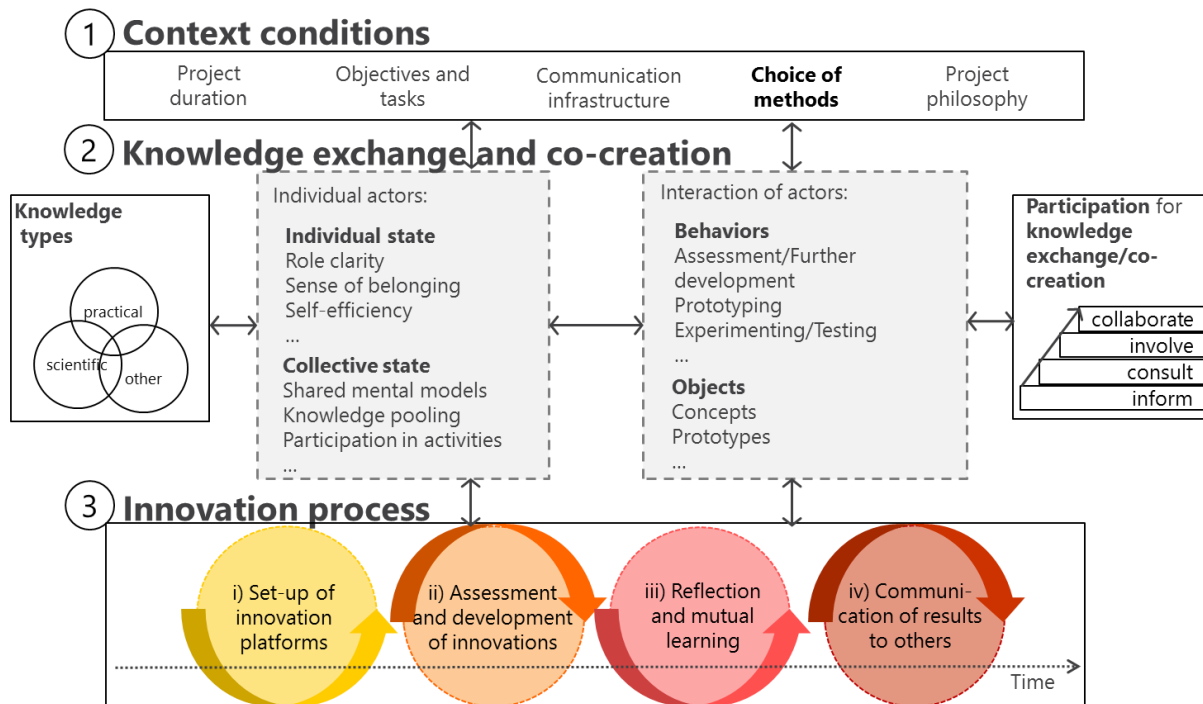 1 Context conditions
Project
duration
Objectives and
tasks
Communication
infrastructure
Choice of
methods
Project
philosophy
2 Knowledge exchange and co-creation
Knowledge
types
practical
scientific
other
Individual actors:
Individual state
Role clarity
Sense of belonging
Self-efficiency
...
Collective state
Shared mental models
Knowledge pooling
Participation in activities
...
Interaction of actors:
Behaviors
Assessment/Further
development
Prototyping
Experimenting/Testing
...
Objects
Concepts
Prototypes
...
Participation for
knowledge
exchange/co-
creation
collaborate
involve
consult
inform
3 Innovation process
i) Set-up of
innovation
platforms
ii) Assessment
and development
of innovations
iii) Reflection
and mutual
learning
iv) Communi-
cation of results
to others
Time